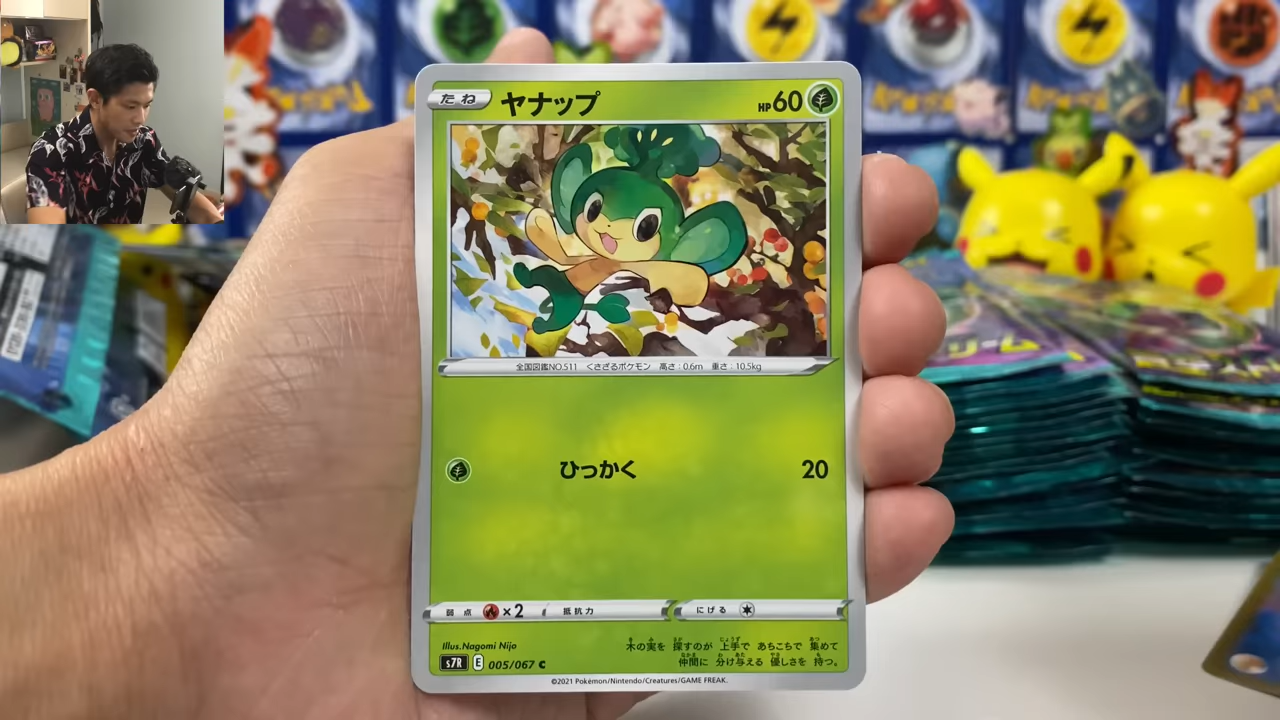 たね ヤナップ HP60
全国図鑑NO.511 くさざるポケモン 高さ:0.6m 重さ:10.5kg
ひっかく 20
弱点 ×2 抵抗力 にげる
Illus.Nagomi Nijo
木の実を 探すのが 上手で あちこちで 集めて
仲間に 分け与える 優しさを 持つ。
s7R E 005/067 C
©2021 Pokémon/Nintendo/Creatures/GAME FREAK.